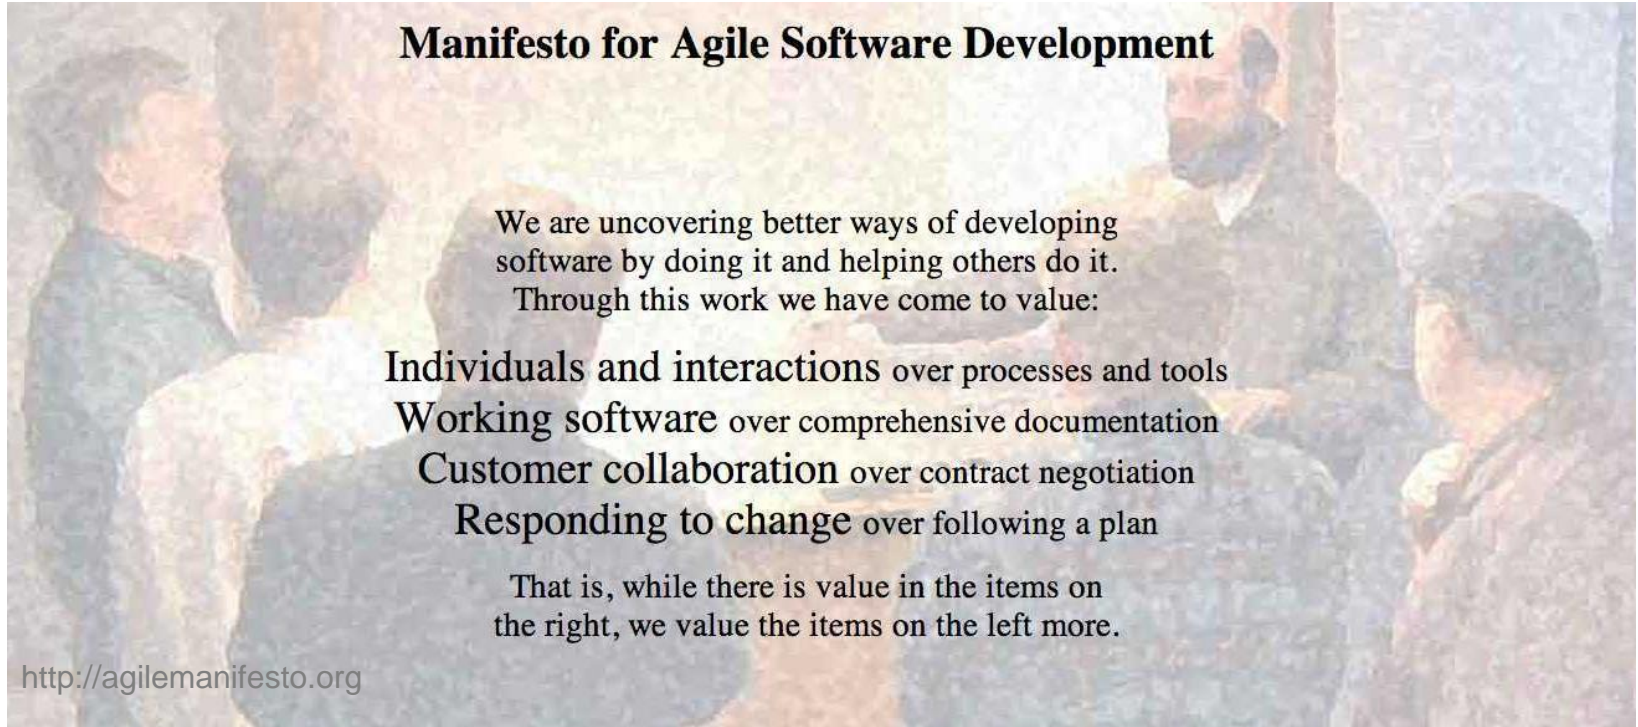 Manifesto for Agile Software Development
We are uncovering better ways of developing
software by doing it and helping others do it.
Through this work we have come to value:
Individuals and interactions over processes and tools
Working software over comprehensive documentation
Customer collaboration over contract negotiation
Responding to change over following a plan
That is, while there is value in the items on
the right, we value the items on the left more.
http://agilemanifesto.org